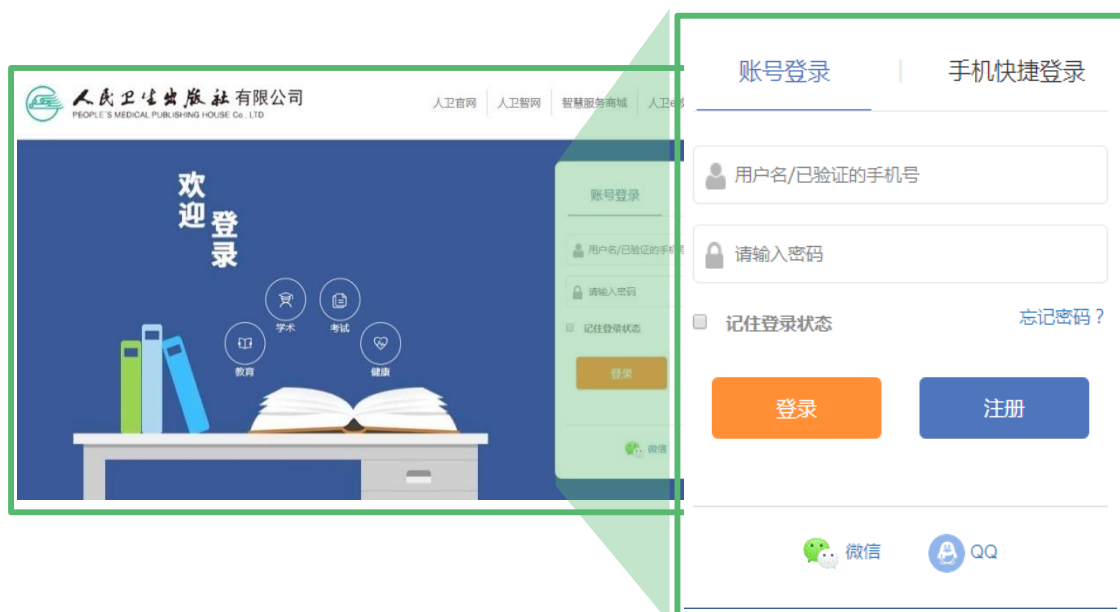 人民卫生出版社有限公司
PEOPLE'S MEDICAL PUBLISHING HOUSE Co., LTD
人卫官网 人卫智网 智慧服务商城 人卫e
欢迎
登录
学术
考试
教育
健康
账号登录
用户名/已验证的手机
请输入密码
记住登录状态
登录
微信
账号登录 手机快捷登录
用户名/已验证的手机号
请输入密码
记住登录状态 忘记密码？
登录 注册
微信 QQ